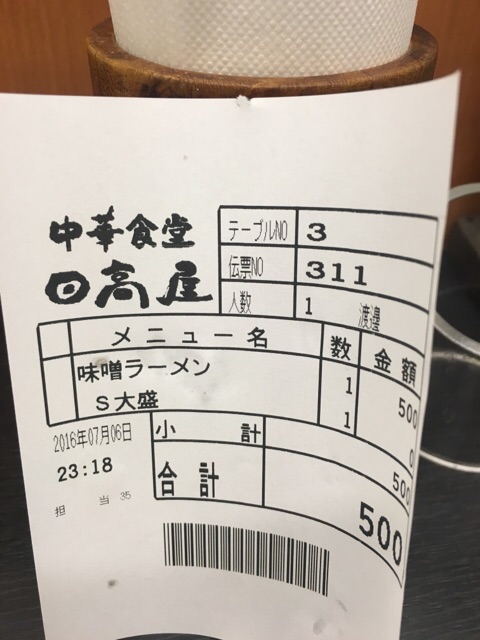 中華食堂
日高屋
テーブルNO 3
伝票NO 311
人数 1 渡邊
メニュー名 数 金額
味噌ラーメン 1 500
S大盛 1 0
2016年07月06日 小計 500
23:18
合計 500
担当 35